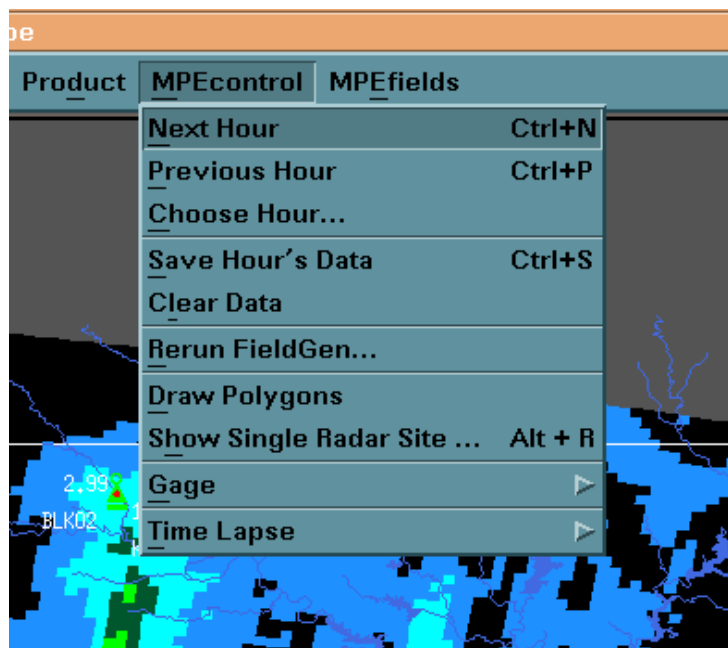 pe
Product MPEcontrol MPEfields
Next Hour Ctrl+N
Previous Hour Ctrl+P
Choose Hour...
Save Hour's Data Ctrl+S
Clear Data
Rerun FieldGen...
Draw Polygons
Show Single Radar Site ... Alt + R
Gage
Time Lapse
2.99
BLKO2